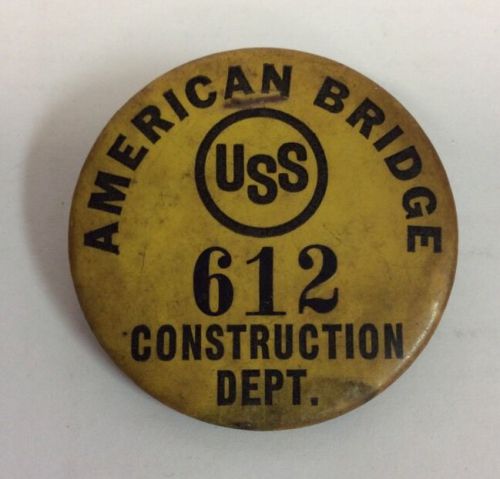 AMERICAN BRIDGE
USS
612
CONSTRUCTION
DEPT.